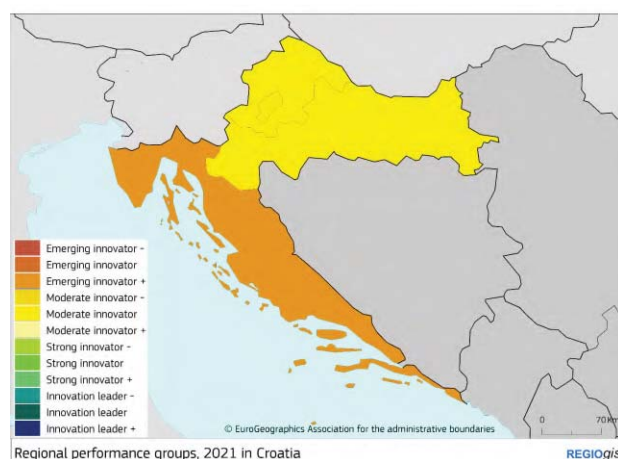 Emerging innovator -
Emerging innovator
Emerging innovator +
Moderate innovator -
Moderate innovator
Moderate innovator +
Strong innovator -
Strong innovator
Strong innovator +
Innovation leader -
Innovation leader
Innovation leader +
© EuroGeographics Association for the administrative boundaries
0 70 Km
Regional performance groups, 2021 in Croatia
REGIOgis